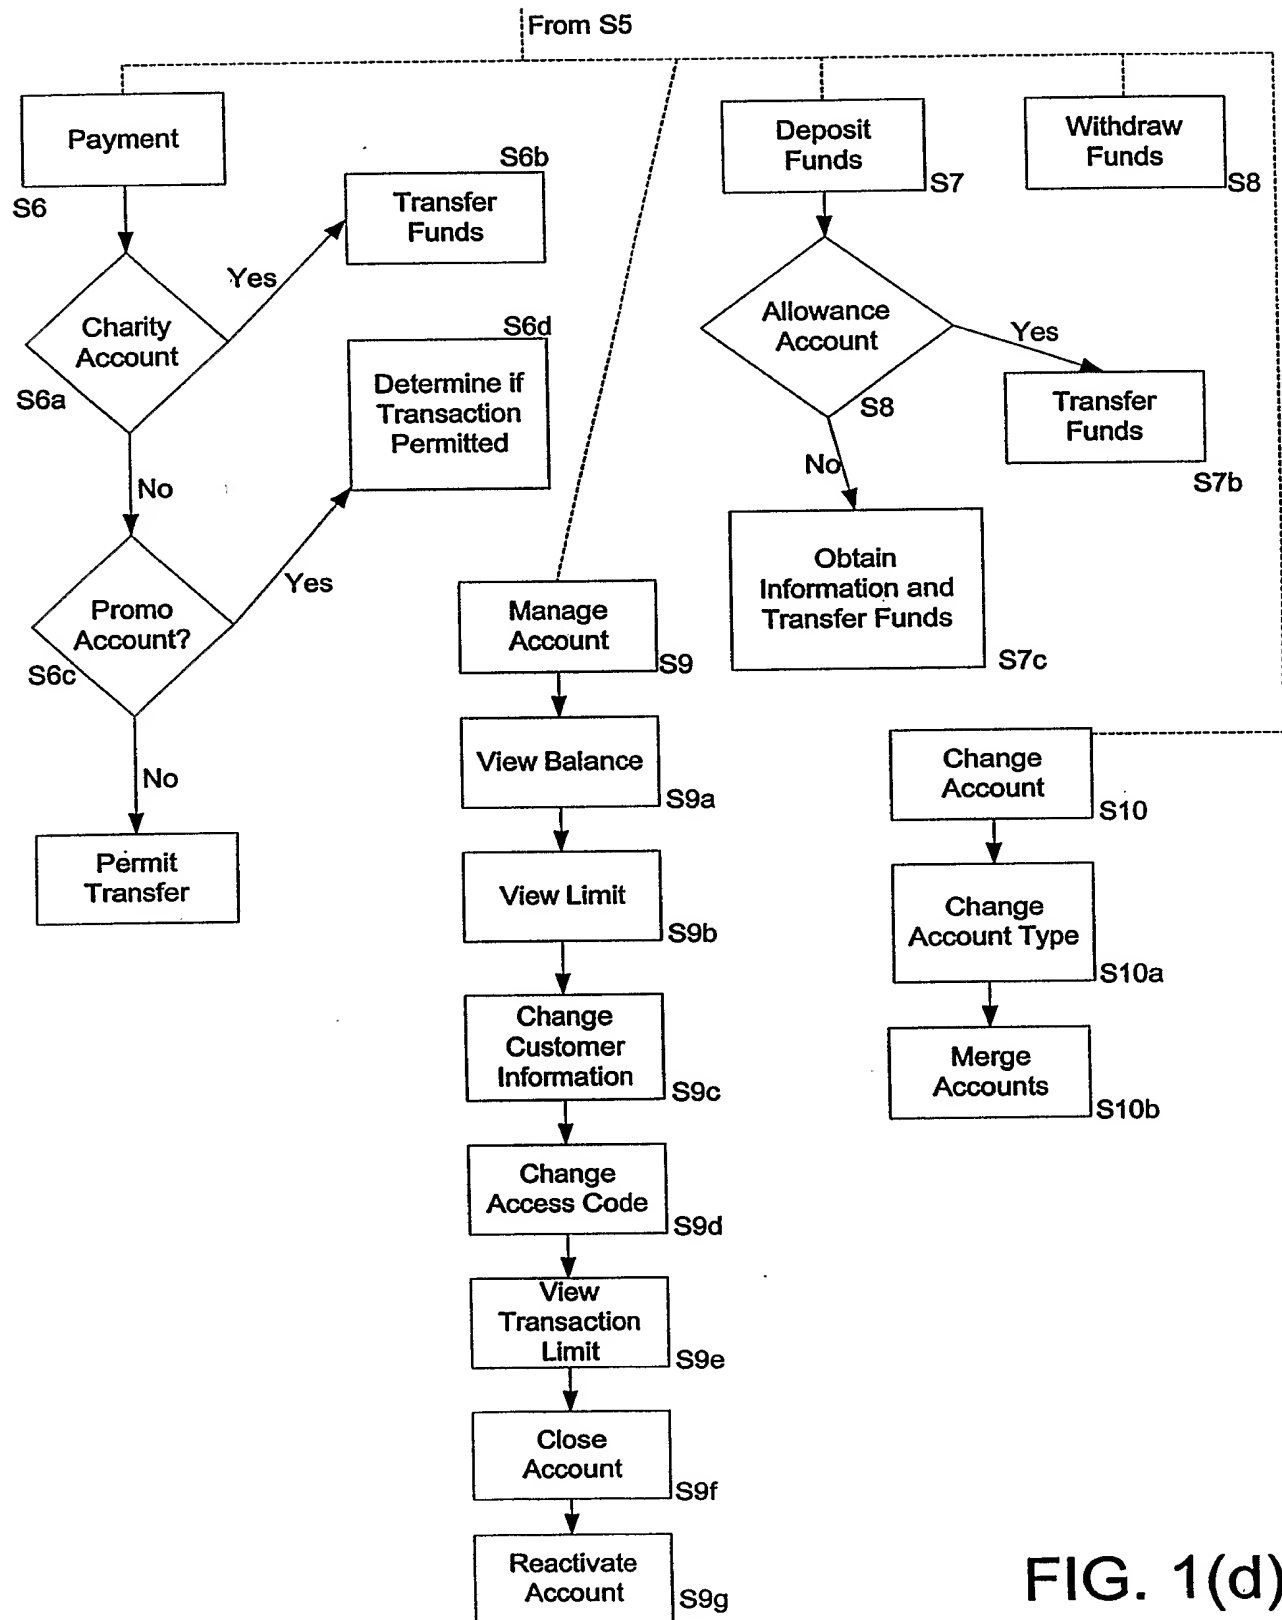 From S5
Payment
S6
Charity
Account
S6a
Yes
Transfer
Funds
S6b
No
Promo
Account?
S6c
Yes
Determine if
Transaction
Permitted
S6d
No
Permit
Transfer
Deposit
Funds
S7
Allowance
Account
S8
Yes
Transfer
Funds
S7b
No
Obtain
Information and
Transfer Funds
S7c
Withdraw
Funds
S8
Manage
Account
S9
View Balance
S9a
View Limit
S9b
Change
Customer
Information
S9c
Change
Access Code
S9d
View
Transaction
Limit
S9e
Close
Account
S9f
Reactivate
Account
S9g
Change
Account
S10
Change
Account Type
S10a
Merge
Accounts
S10b
FIG. 1(d)